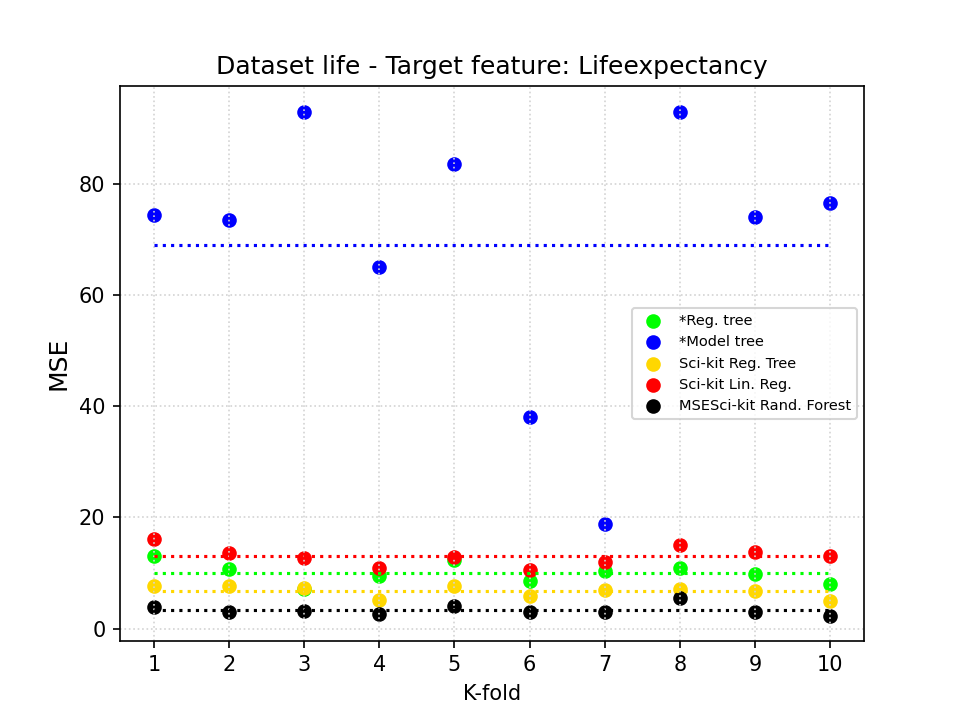 Dataset life - Target feature: Lifeexpectancy
MSE
80
60
40
20
0
*Reg. tree
*Model tree
Sci-kit Reg. Tree
Sci-kit Lin. Reg.
MSESci-kit Rand. Forest
1 2 3 4 5 6 7 8 9 10
K-fold